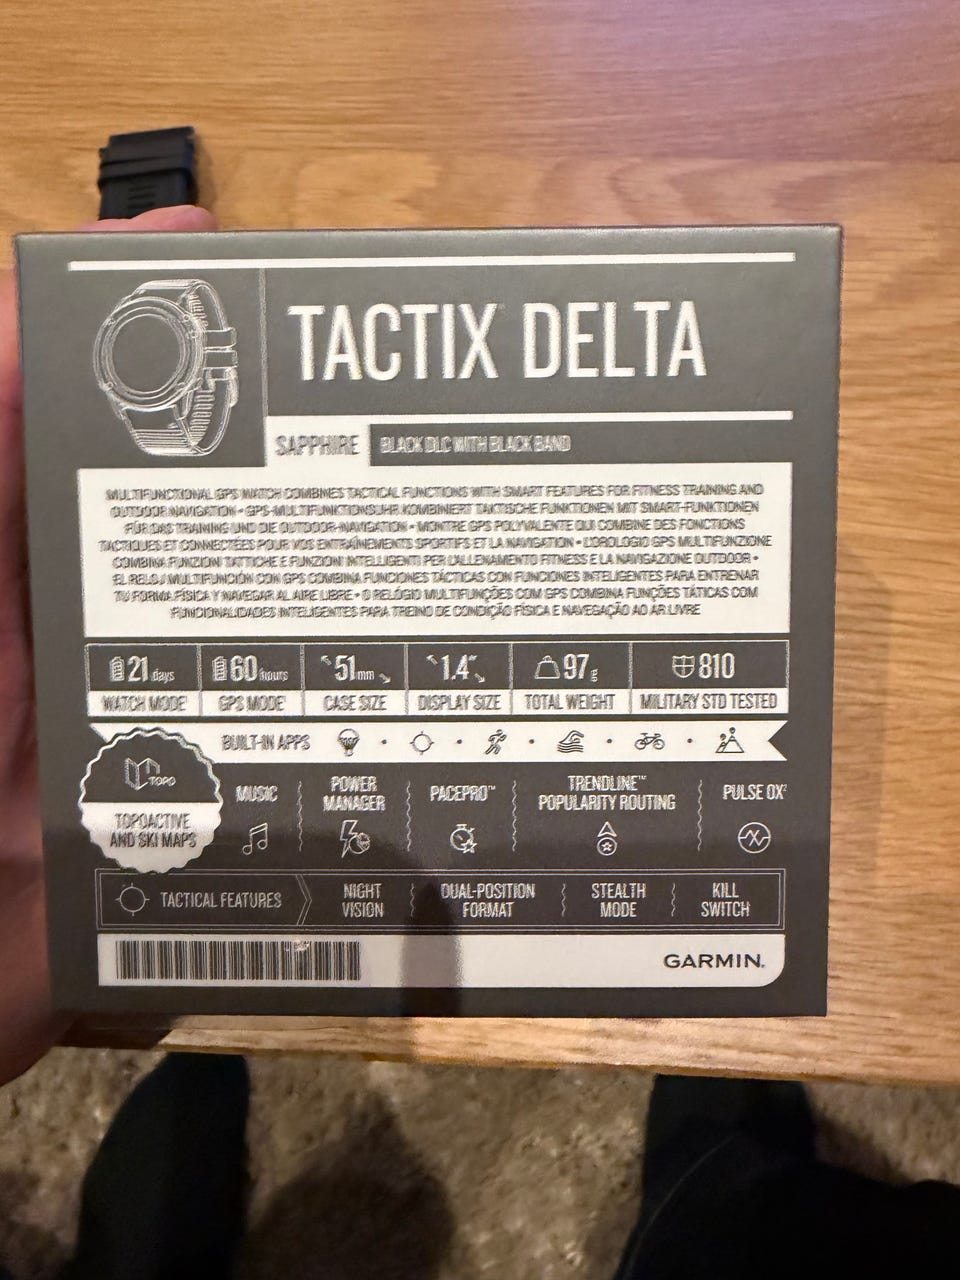 TACTIX DELTA
SAPPHIRE BLACK DLC WITH BLACK BAND
MULTIFUNCTIONAL GPS WATCH COMBINES TACTICAL FUNCTIONS WITH SMART FEATURES FOR FITNESS TRAINING AND
OUTDOOR NAVIGATION • GPS-MULTIFUNKTIONSUHR KOMBINIERT TAKTISCHE FUNKTIONEN MIT SMART-FUNKTIONEN
FÜR DAS TRAINING UND DIE OUTDOOR-NAVIGATION • MONTRE GPS POLYVALENTE QUI COMBINE DES FONCTIONS
TACTIQUES ET CONNECTÉES POUR VOS ENTRAÎNEMENTS SPORTIFS ET LA NAVIGATION • L'OROLOGIO GPS MULTIFUNZIONE
COMBINA FUNZIONI TATTICHE E FUNZIONI INTELLIGENTI PER L'ALLENAMENTO FITNESS E LA NAVIGAZIONE OUTDOOR •
EL RELOJ MULTIFUNCIÓN CON GPS COMBINA FUNCIONES TÁCTICAS CON FUNCIONES INTELIGENTES PARA ENTRENAR
TU FORMA FÍSICA Y NAVEGAR AL AIRE LIBRE • O RELÓGIO MULTIFUNÇÕES COM GPS COMBINA FUNÇÕES TÁTICAS COM
FUNCIONALIDADES INTELIGENTES PARA TREINO DE CONDIÇÃO FÍSICA E NAVEGAÇÃO AO AR LIVRE
21 days 60 hours 51mm 1.4" 97g 810
WATCH MODE¹ GPS MODE¹ CASE SIZE DISPLAY SIZE TOTAL WEIGHT MILITARY STD TESTED
BUILT-IN APPS
TOPO
TOPOACTIVE
AND SKI MAPS
MUSIC
POWER
MANAGER
PACEPRO™
TRENDLINE™
POPULARITY ROUTING
PULSE OX²
TACTICAL FEATURES
NIGHT
VISION
DUAL-POSITION
FORMAT
STEALTH
MODE
KILL
SWITCH
GARMIN.